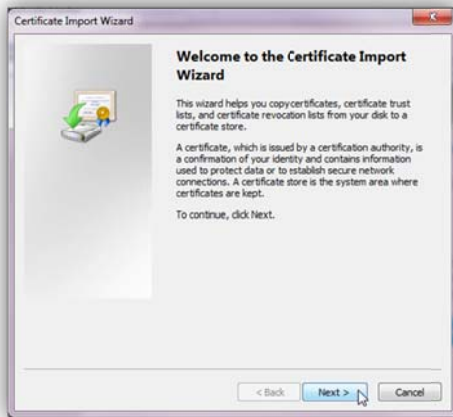 Certificate Import Wizard
Welcome to the Certificate Import
Wizard
This wizard helps you copy certificates, certificate trust
lists, and certificate revocation lists from your disk to a
certificate store.
A certificate, which is issued by a certification authority, is
a confirmation of your identity and contains information
used to protect data or to establish secure network
connections. A certificate store is the system area where
certificates are kept.
To continue, click Next.
< Back
Next >
Cancel